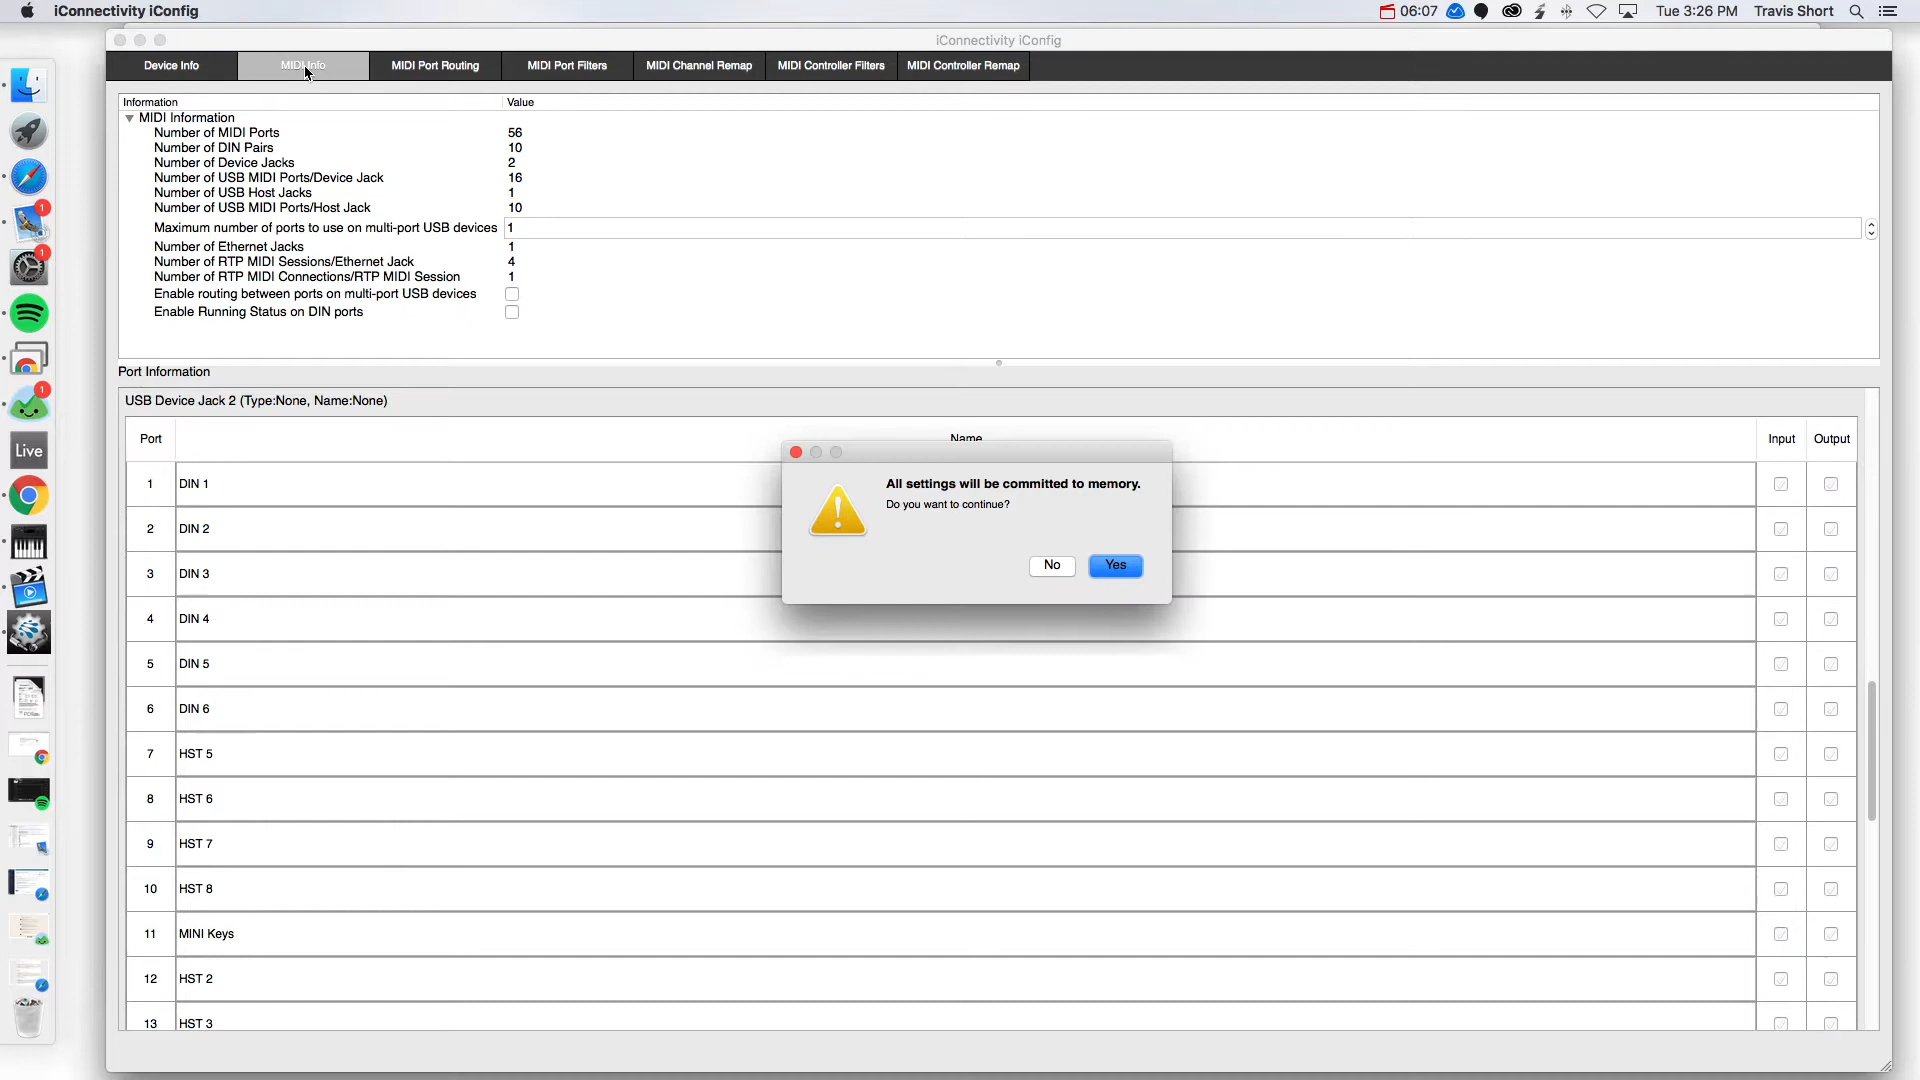 iConnectivity iConfig
06:07
Tue 3:26 PM Travis Short
iConnectivity iConfig
Device Info
MIDI Info
MIDI Port Routing
MIDI Port Filters
MIDI Channel Remap
MIDI Controller Filters
MIDI Controller Remap
Information Value
MIDI Information
Number of MIDI Ports 56
Number of DIN Pairs 10
Number of Device Jacks 2
Number of USB MIDI Ports/Device Jack 16
Number of USB Host Jacks 1
Number of USB MIDI Ports/Host Jack 10
Maximum number of ports to use on multi-port USB devices 1
Number of Ethernet Jacks 1
Number of RTP MIDI Sessions/Ethernet Jack 4
Number of RTP MIDI Connections/RTP MIDI Session 1
Enable routing between ports on multi-port USB devices
Enable Running Status on DIN ports
Port Information
USB Device Jack 2 (Type:None, Name:None)
Port Name Input Output
1 DIN 1
2 DIN 2
3 DIN 3
4 DIN 4
5 DIN 5
6 DIN 6
7 HST 5
8 HST 6
9 HST 7
10 HST 8
11 MINI Keys
12 HST 2
13 HST 3
All settings will be committed to memory.
Do you want to continue?
No
Yes
1
1
1
Live